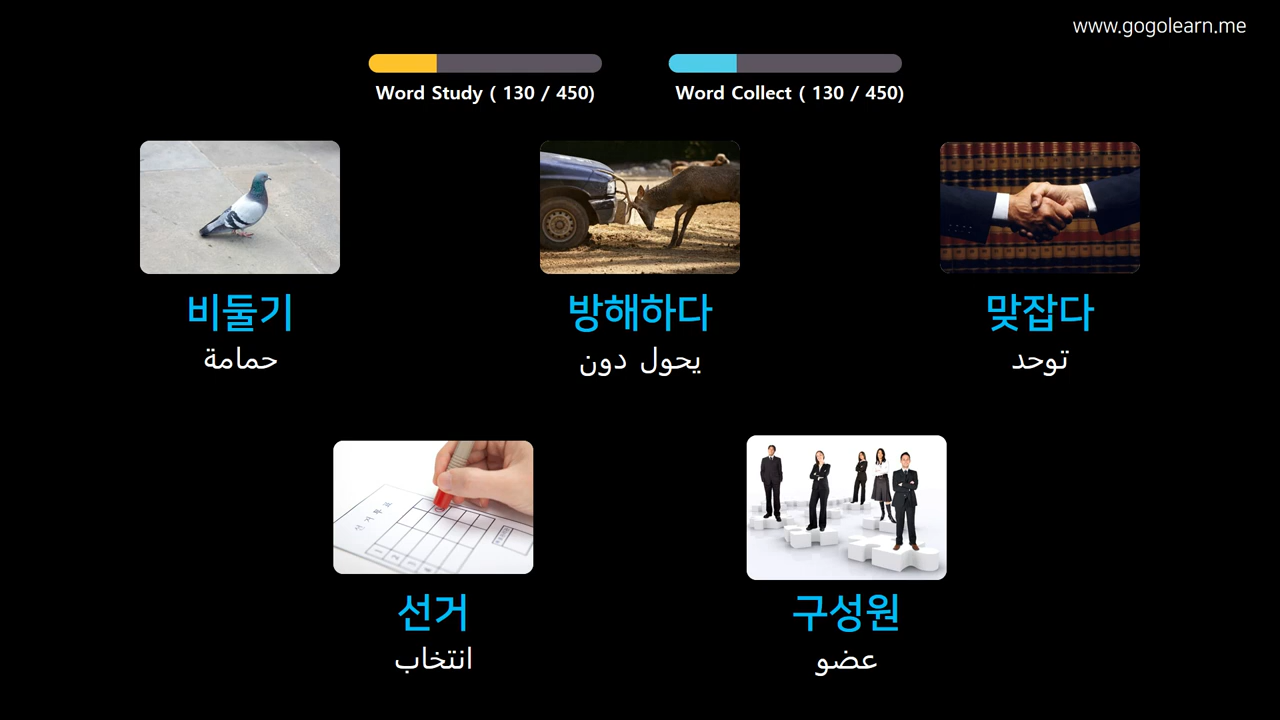 www.gogolearn.me
Word Study ( 130 / 450)
Word Collect ( 130 / 450)
비둘기
حمامة
방해하다
يحول دون
맞잡다
توحد
선거
انتخاب
구성원
عضو